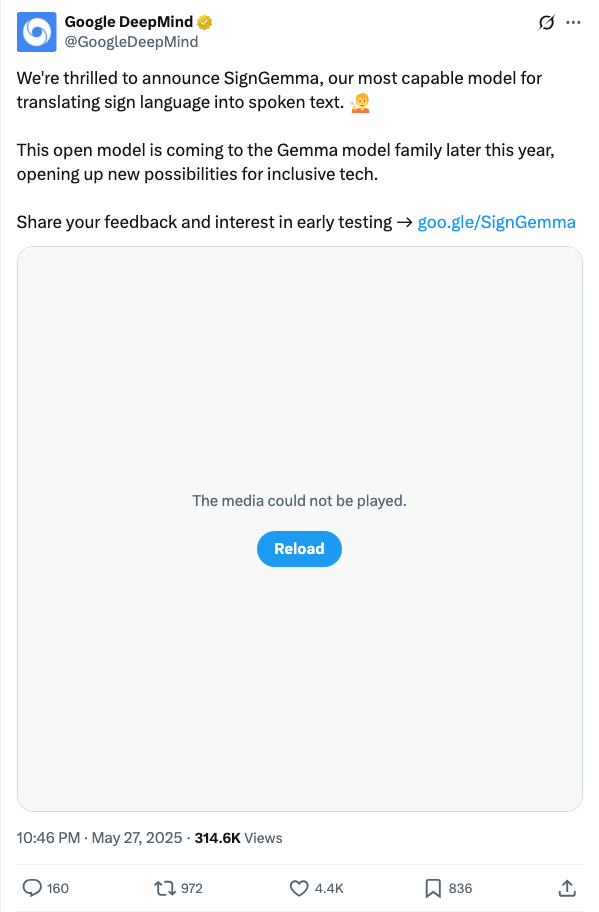 Google DeepMind
@GoogleDeepMind
We're thrilled to announce SignGemma, our most capable model for
translating sign language into spoken text. 🧏
This open model is coming to the Gemma model family later this year,
opening up new possibilities for inclusive tech.
Share your feedback and interest in early testing → goo.gle/SignGemma
The media could not be played.
Reload
10:46 PM · May 27, 2025 · 314.6K Views
160 972 4.4K 836